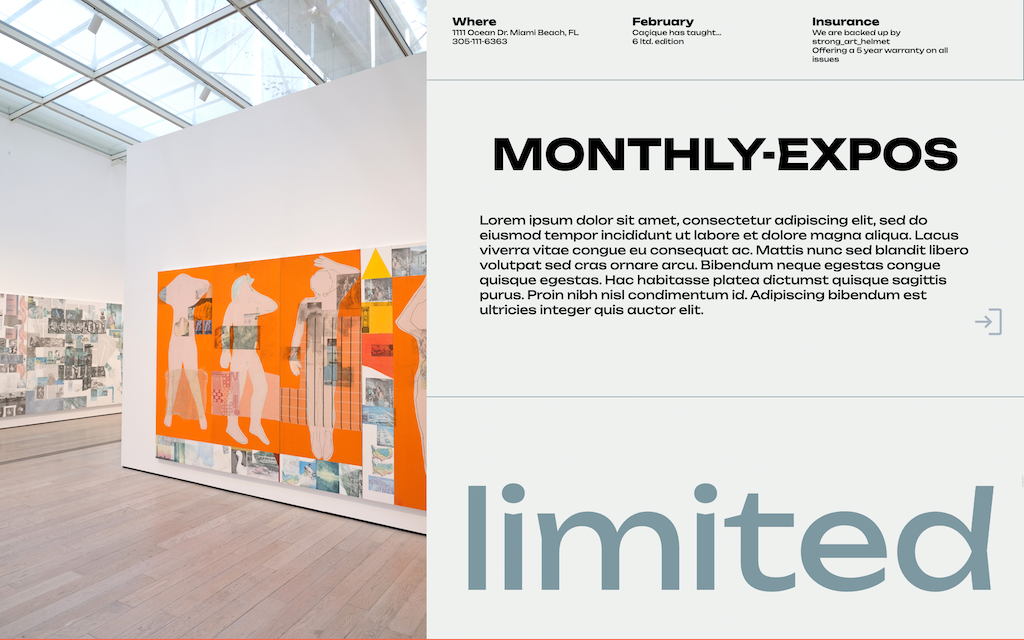 Where
1111 Ocean Dr. Miami Beach, FL
305-111-6363
February
Caçique has taught...
6 ltd. edition
Insurance
We are backed up by
strong_art_helmet
Offering a 5 year warranty on all
issues
MONTHLY-EXPOS
Lorem ipsum dolor sit amet, consectetur adipiscing elit, sed do
eiusmod tempor incididunt ut labore et dolore magna aliqua. Lacus
viverra vitae congue eu consequat ac. Mattis nunc sed blandit libero
volutpat sed cras ornare arcu. Bibendum neque egestas congue
quisque egestas. Hac habitasse platea dictumst quisque sagittis
purus. Proin nibh nisl condimentum id. Adipiscing bibendum est
ultricies integer quis auctor elit.
limited